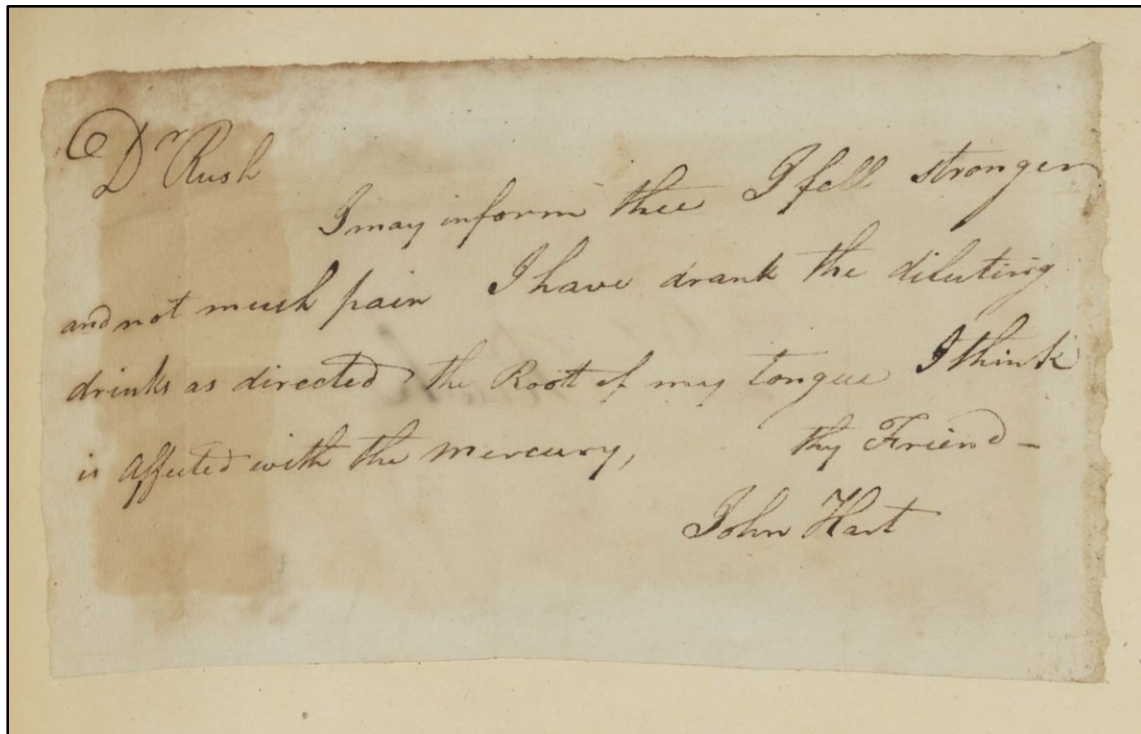 Dr Rush
I may inform thee I fell stronger
and not much pain I have drank the diluting
drinks as directed the Roott of my tongue I think
is affected with the mercury, thy Friend -
John Hart